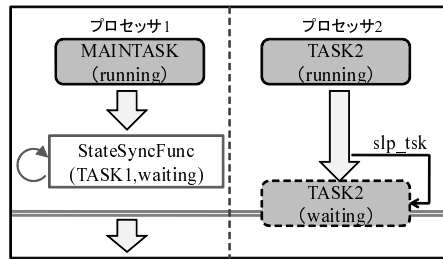 プロセッサ1
MAINTASK
(running)
StateSyncFunc
(TASK1,waiting)
プロセッサ2
TASK2
(running)
slp_tsk
TASK2
(waiting)